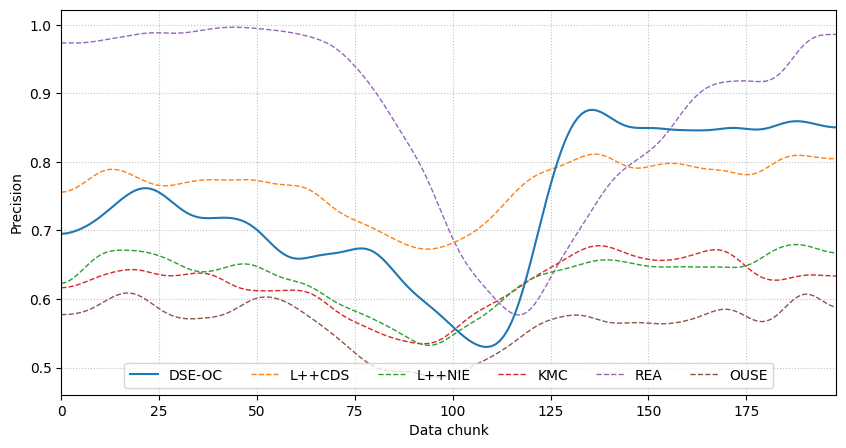 Precision
1.0
0.9
0.8
0.7
0.6
0.5
DSE-OC L++CDS L++NIE KMC REA OUSE
0 25 50 75 100 125 150 175
Data chunk